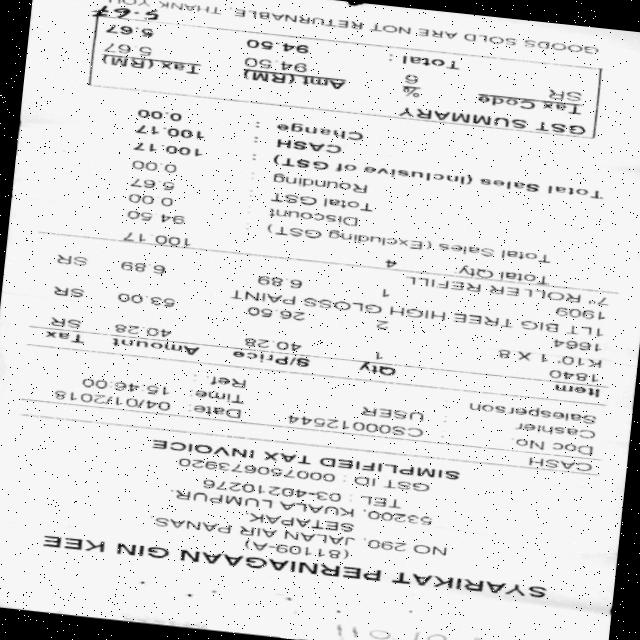 SYARIKAT PERNIAGAAN GIN KEE
(81109-A)
NO 290, JALAN AIR PANAS,
SETAPAK,
53200, KUALA LUMPUR.
TEL : 03-40210276
GST ID : 000750673920
SIMPLIFIED TAX INVOICE
CASH
Doc No. : CS00012544 Date: 04/01/2018
Cashier : USER Time: 15:46:00
Salesperson : Ref.:
Item Qty S/Price Amount Tax
1840 1 40.28 40.28 SR
K10*.1 X 8
1664 2 26.50 53.00 SR
1LT BIG TREE HIGH GLOSS PAINT
1909 1 6.89 6.89 SR
7" ROLLER REFILL
Total Qty 4 100.17
Total Sales (Excluding GST) : 94.50
Discount : 0.00
Total GST : 5.67
Rounding : 0.00
Total Sales (Inclusive of GST) : 100.17
CASH : 100.17
Change : 0.00
GST SUMMARY
Tax Code % Amt (RM) Tax (RM)
SR 6 94.50 5.67
Total : 94.50 5.67
GOODS SOLD ARE NOT RETURNABLE, THANK YOU